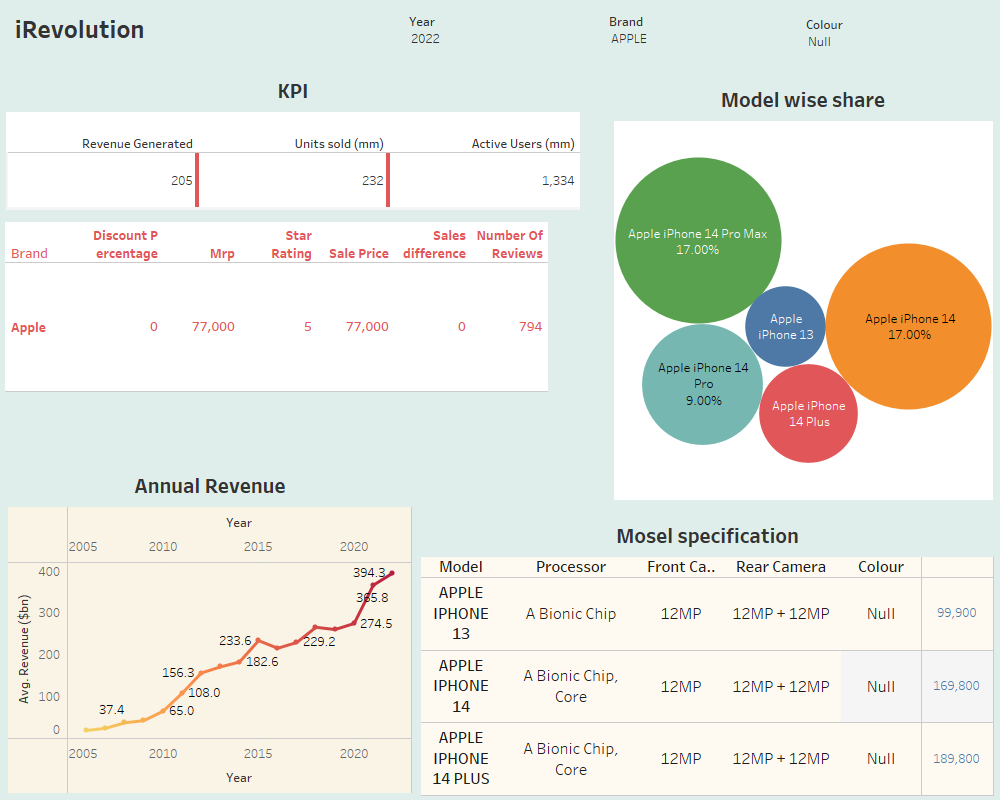 iRevolution
Year
2022
Brand
APPLE
Colour
Null
KPI
Revenue Generated Units sold (mm) Active Users (mm)
205 232 1,334
Brand Discount P
ercentage Mrp Star
Rating Sale Price Sales
difference Number Of
Reviews
Apple 0 77,000 5 77,000 0 794
Model wise share
Apple iPhone 14 Pro Max
17.00%
Apple
iPhone 13
Apple iPhone 14
17.00%
Apple iPhone 14
Pro
9.00%
Apple iPhone
14 Plus
Annual Revenue
Year
2005 2010 2015 2020
Avg. Revenue ($bn)
400
300
200
100
0
394.3
365.8
274.5
233.6
229.2
182.6
156.3
108.0
65.0
37.4
2005 2010 2015 2020
Year
Mosel specification
Model Processor Front Ca.. Rear Camera Colour
APPLE
IPHONE
13
A Bionic Chip 12MP 12MP + 12MP Null 99,900
APPLE
IPHONE
14
A Bionic Chip,
Core
12MP 12MP + 12MP Null 169,800
APPLE
IPHONE
14 PLUS
A Bionic Chip,
Core
12MP 12MP + 12MP Null 189,800